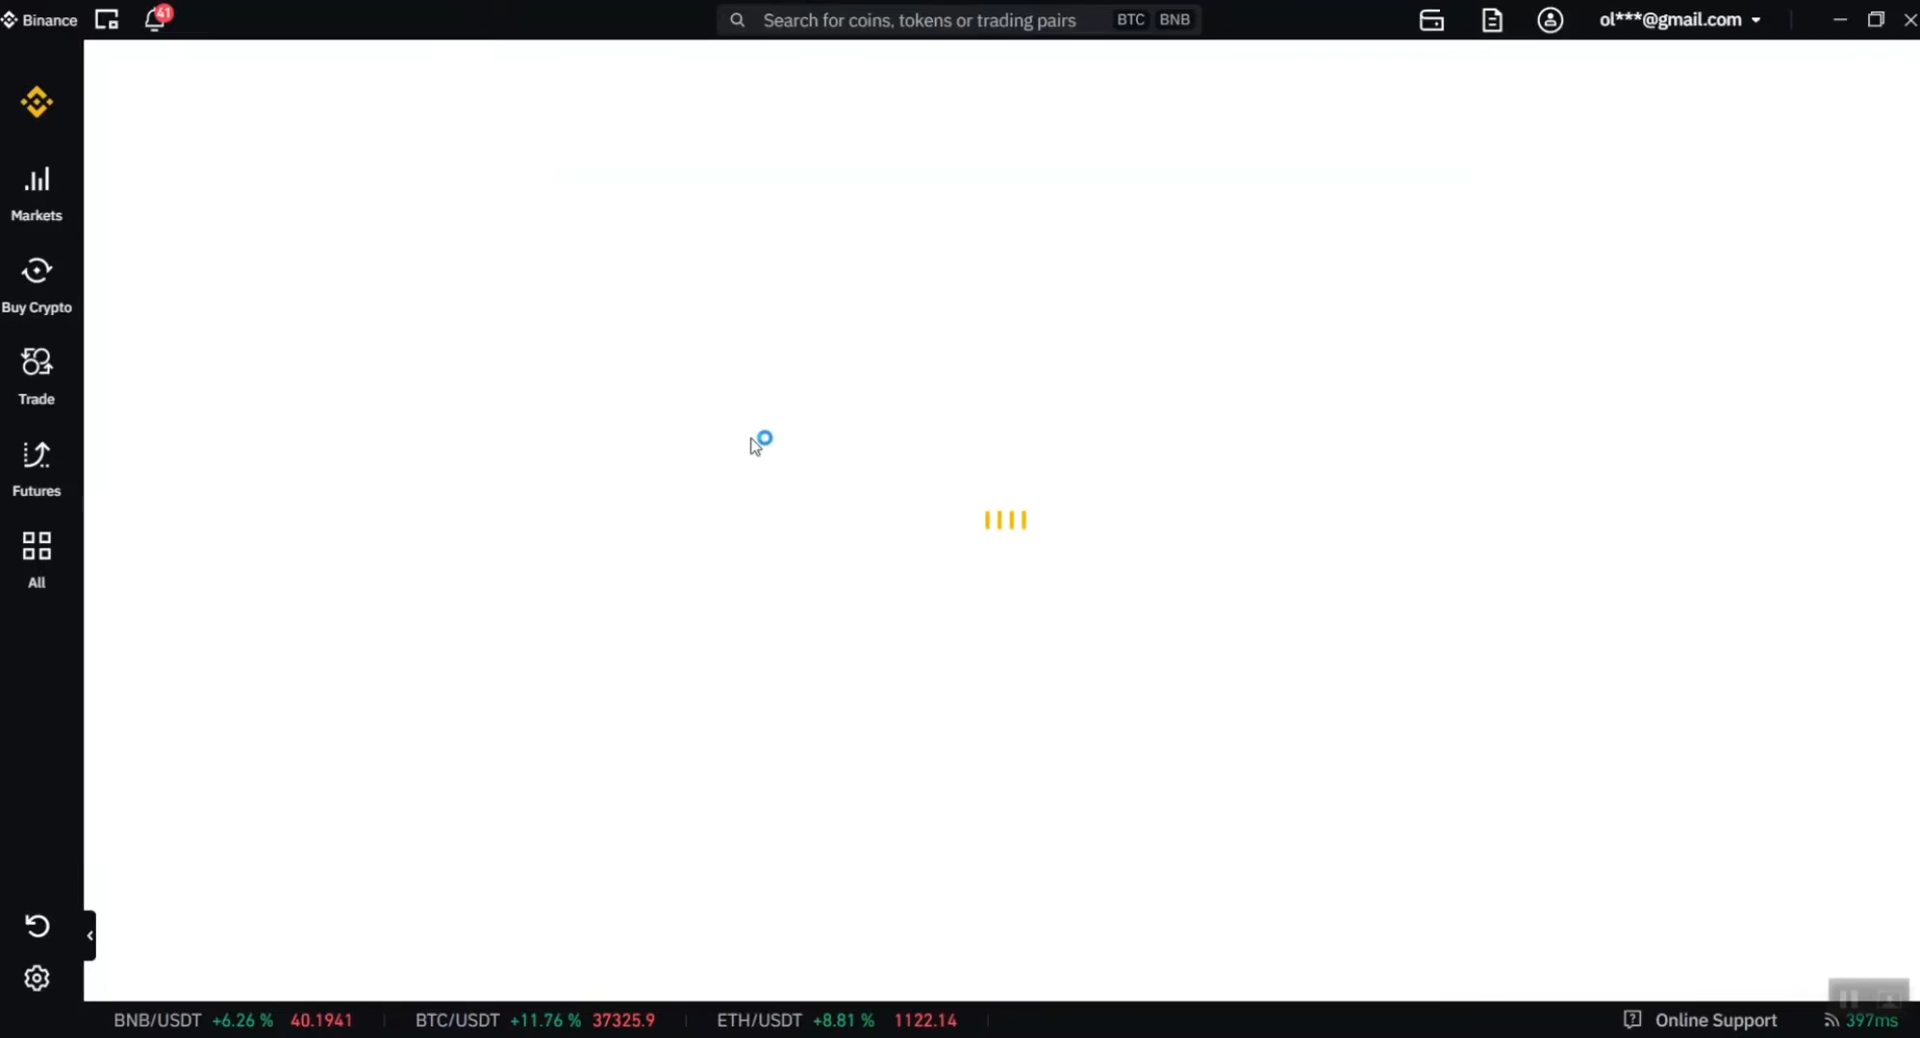 Binance
41
Search for coins, tokens or trading pairs BTC BNB
ol***@gmail.com
Markets
Buy Crypto
Trade
Futures
All
BNB/USDT +6.26 % 40.1941 BTC/USDT +11.76 % 37325.9 ETH/USDT +8.81 % 1122.14 Online Support 397ms